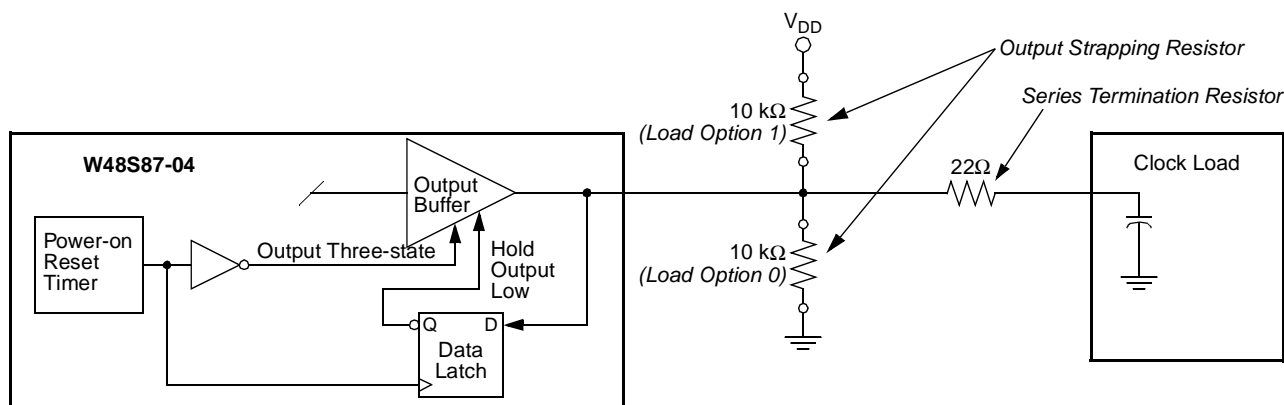 V_DD
Output Strapping Resistor
10 kΩ
(Load Option 1)
Series Termination Resistor
W48S87-04
Output
Buffer
22Ω
Clock Load
Power-on
Reset
Timer
Output Three-state
Hold
Output
Low
10 kΩ
(Load Option 0)
Q D
Data
Latch